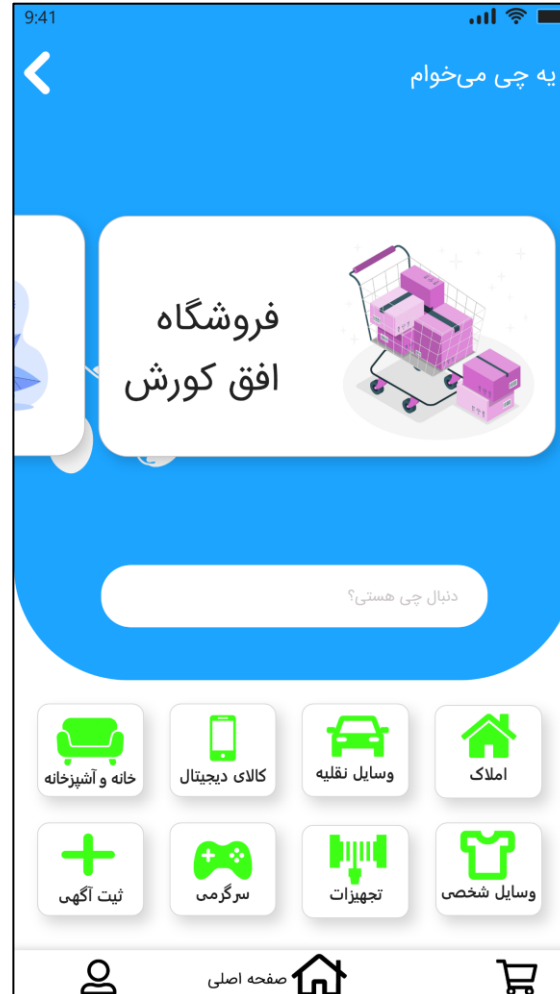 9:41
یه چی می‌خوام
فروشگاه
افق کورش
دنبال چی هستی؟
املاک
وسایل نقلیه
کالای دیجیتال
خانه و آشپزخانه
وسایل شخصی
تجهیزات
سرگرمی
ثبت آگهی
صفحه اصلی